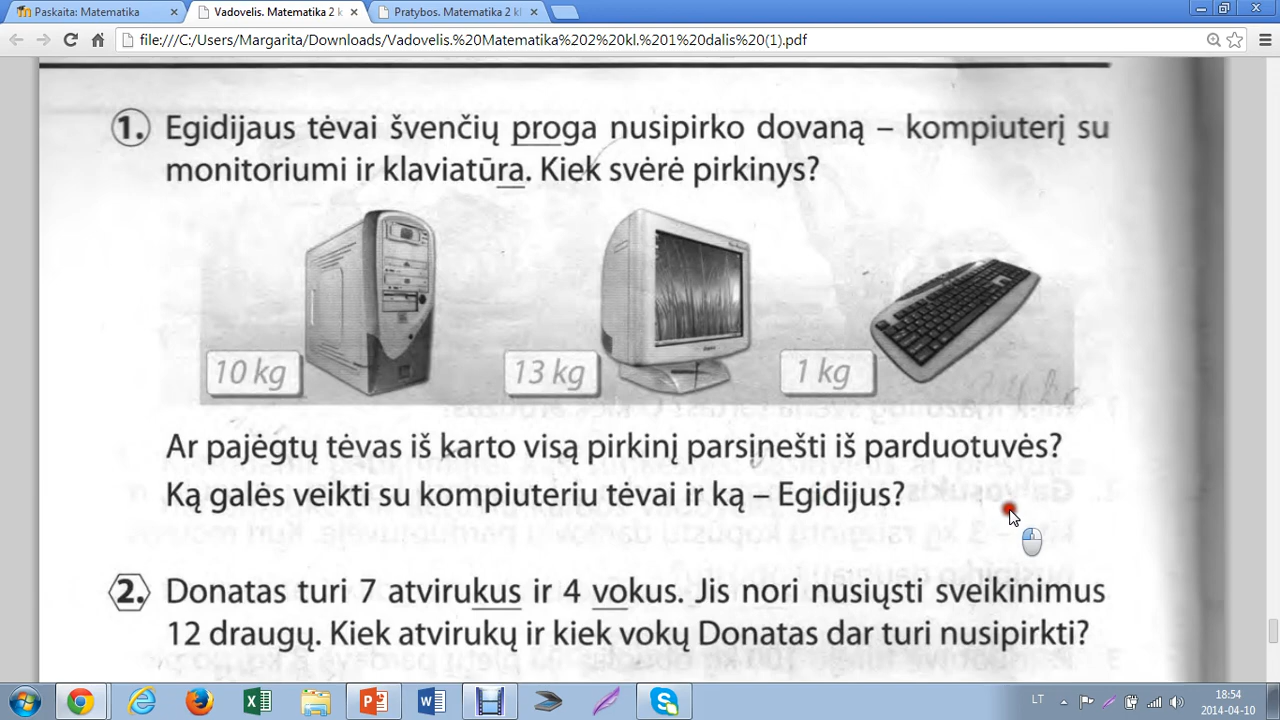 Paskaita: Matematika
Vadovelis. Matematika 2 k
Pratybos. Matematika 2 kl
file:///C:/Users/Margarita/Downloads/Vadovelis.%20Matematika%202%20kl.%201%20dalis%20(1).pdf
1. Egidijaus tėvai švenčių proga nusipirko dovaną – kompiuterį su
monitoriumi ir klaviatūra. Kiek svėrė pirkinys?
10 kg
13 kg
1 kg
Ar pajėgtų tėvas iš karto visą pirkinį parsinešti iš parduotuvės?
Ką galės veikti su kompiuteriu tėvai ir ką – Egidijus?
2. Donatas turi 7 atvirukus ir 4 vokus. Jis nori nusiųsti sveikinimus
12 draugų. Kiek atvirukų ir kiek vokų Donatas dar turi nusipirkti?
LT
18:54
2014-04-10